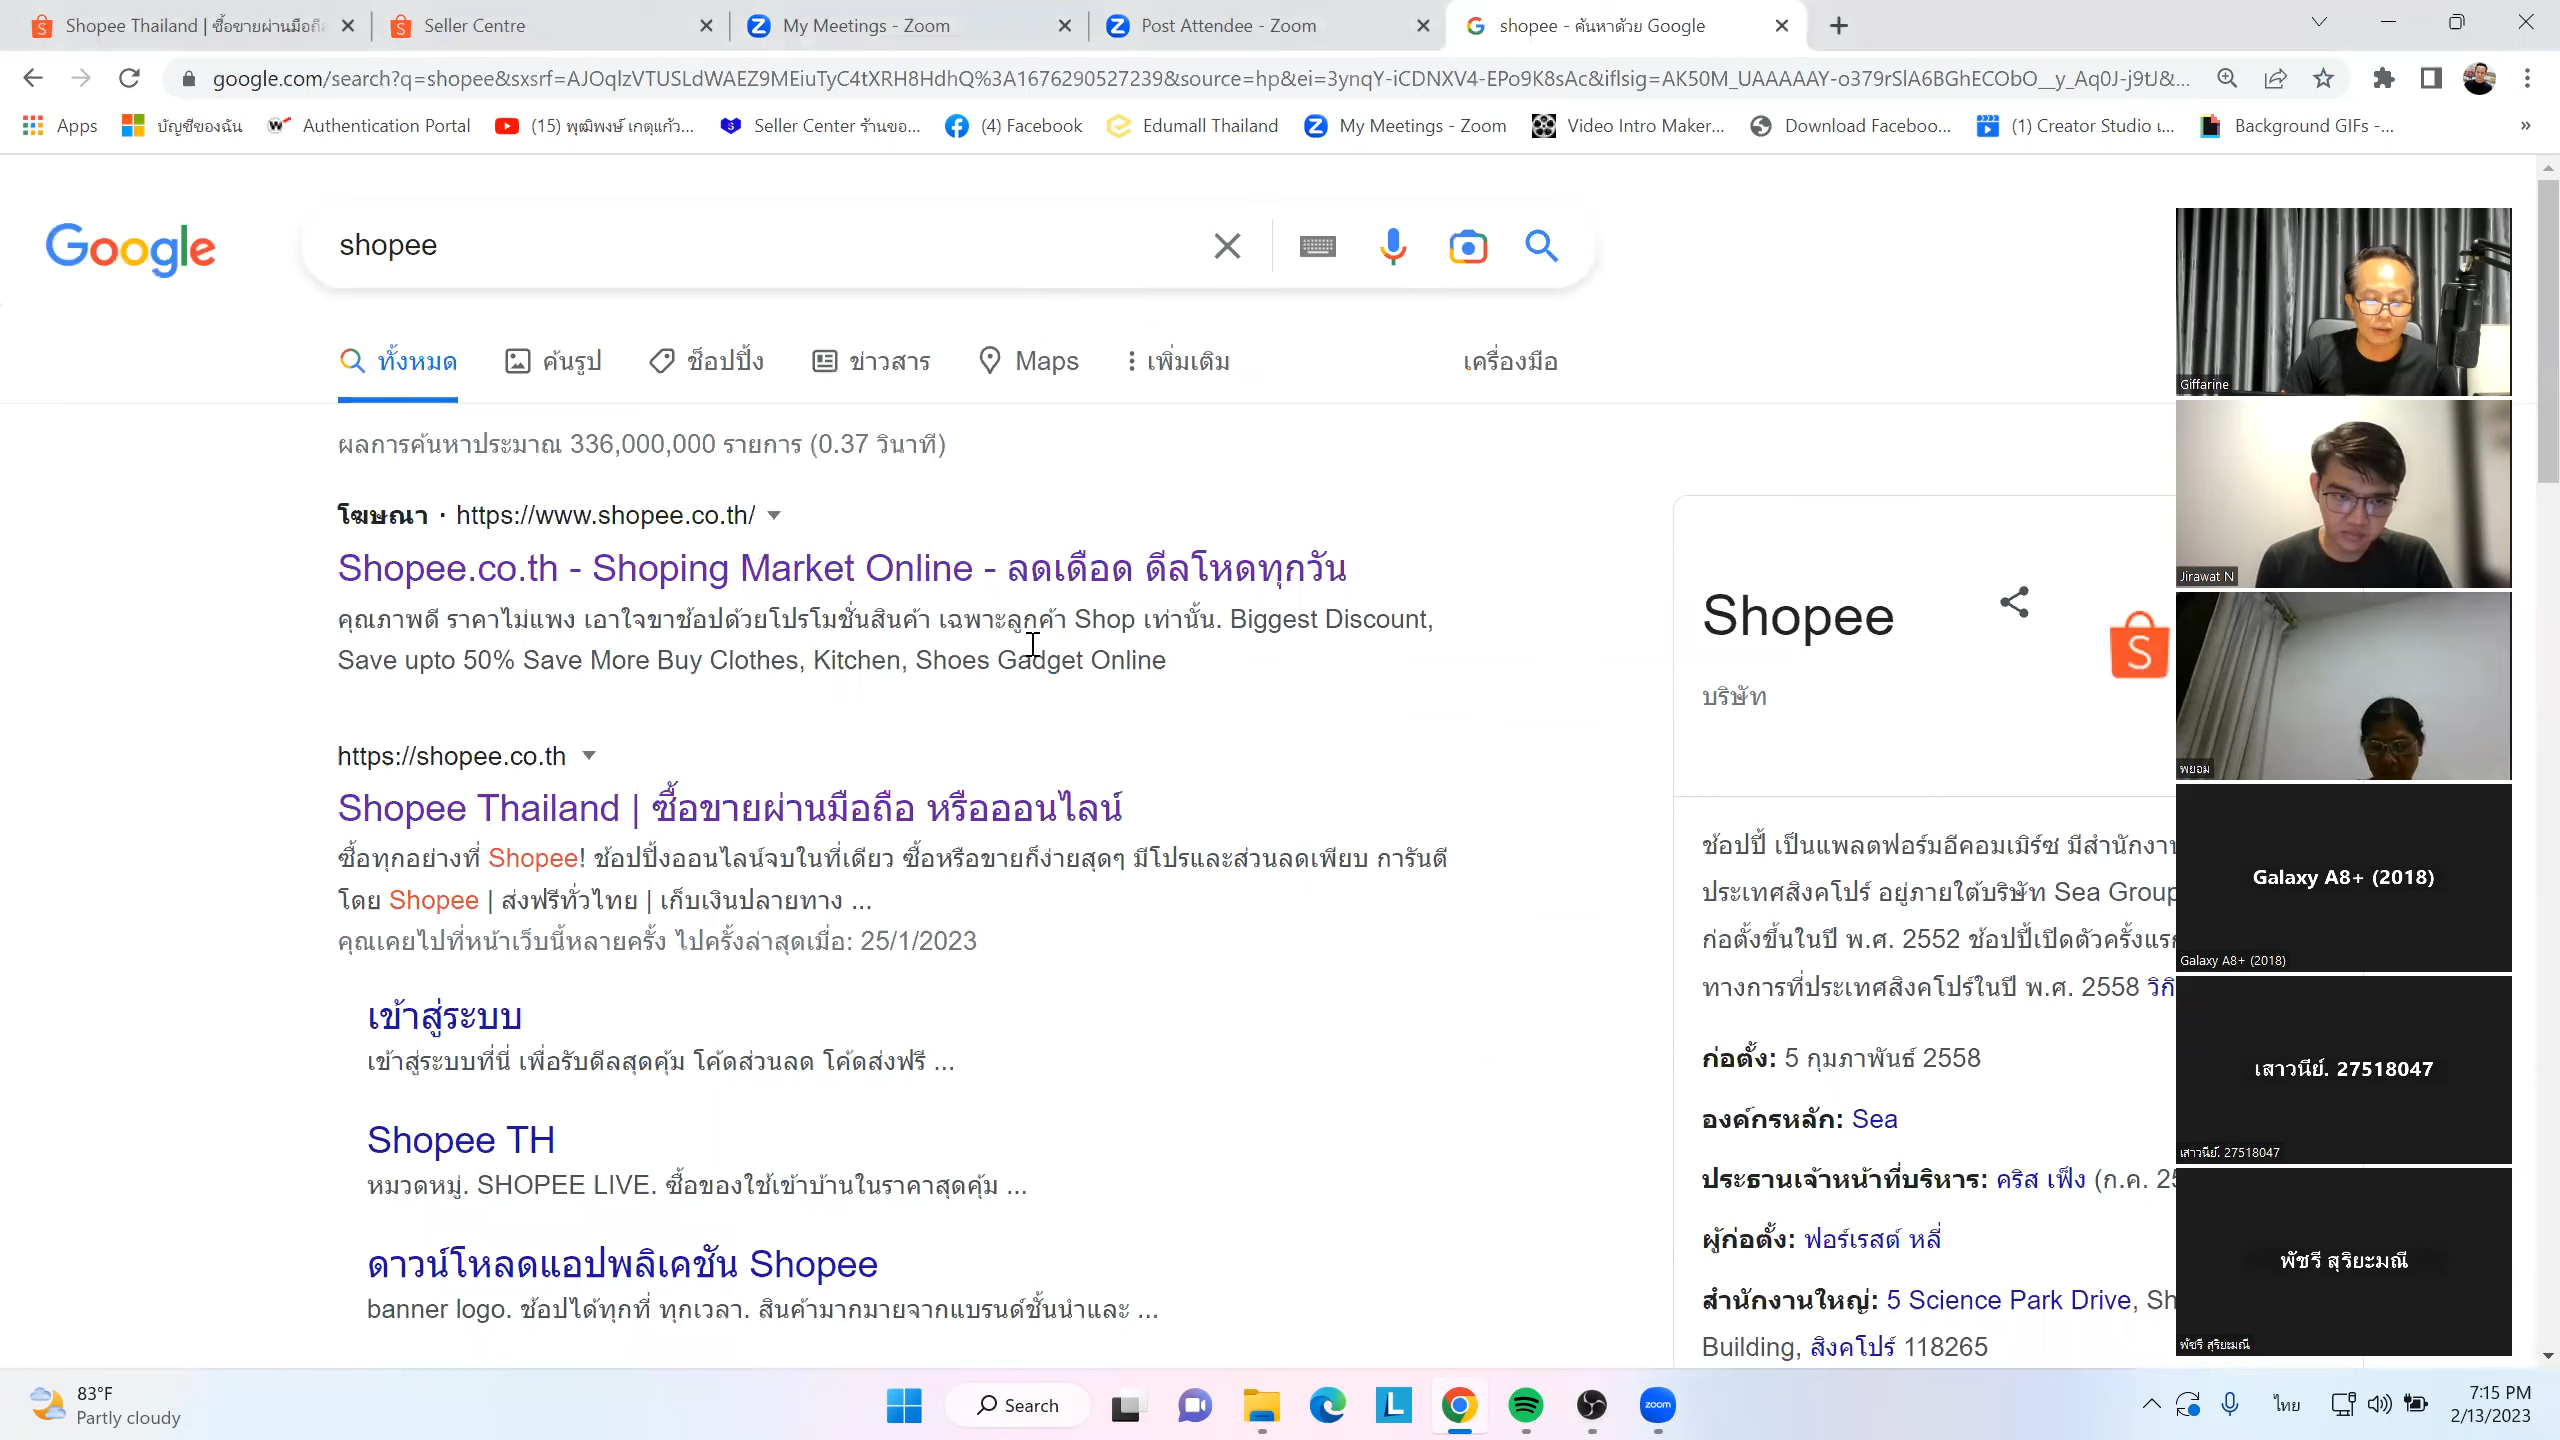 Shopee Thailand | ซื้อขายผ่านมือถือ
Seller Centre
My Meetings - Zoom
Post Attendee - Zoom
shopee - ค้นหาด้วย Google
google.com/search?q=shopee&sxsrf=AJOqlzVTUSLdWAEZ9MEiuTyC4tXRH8HdhQ%3A1676290527239&source=hp&ei=3ynqY-iCDNXV4-EPo9K8sAc&iflsig=AK50M_UAAAAAY-o379rSlA6BGhECObO__y_Aq0J-j9tJ&...
Apps
บัญชีของฉัน
Authentication Portal
(15) พุฒิพงษ์ เกตุแก้ว...
Seller Center ร้านขอ...
(4) Facebook
Edumall Thailand
My Meetings - Zoom
Video Intro Maker...
Download Faceboo...
(1) Creator Studio เ...
Background GIFs -...
Google
shopee
ทั้งหมด
ค้นรูป
ช็อปปิ้ง
ข่าวสาร
Maps
เพิ่มเติม
เครื่องมือ
ผลการค้นหาประมาณ 336,000,000 รายการ (0.37 วินาที)
โฆษณา · https://www.shopee.co.th/
Shopee.co.th - Shoping Market Online - ลดเดือด ดีลโหดทุกวัน
คุณภาพดี ราคาไม่แพง เอาใจขาช้อปด้วยโปรโมชั่นสินค้า เฉพาะลูกค้า Shop เท่านั้น. Biggest Discount,
Save upto 50% Save More Buy Clothes, Kitchen, Shoes Gadget Online
https://shopee.co.th
Shopee Thailand | ซื้อขายผ่านมือถือ หรือออนไลน์
ซื้อทุกอย่างที่ Shopee! ช้อปปิ้งออนไลน์จบในที่เดียว ซื้อหรือขายก็ง่ายสุดๆ มีโปรและส่วนลดเพียบ การันตี
โดย Shopee | ส่งฟรีทั่วไทย | เก็บเงินปลายทาง ...
คุณเคยไปที่หน้าเว็บนี้หลายครั้ง ไปครั้งล่าสุดเมื่อ: 25/1/2023
เข้าสู่ระบบ
เข้าสู่ระบบที่นี่ เพื่อรับดีลสุดคุ้ม โค้ดส่วนลด โค้ดส่งฟรี ...
Shopee TH
หมวดหมู่. SHOPEE LIVE. ซื้อของใช้เข้าบ้านในราคาสุดคุ้ม ...
ดาวน์โหลดแอปพลิเคชัน Shopee
banner logo. ช้อปได้ทุกที่ ทุกเวลา. สินค้ามากมายจากแบรนด์ชั้นนำและ ...
Shopee
บริษัท
ช้อปปี้ เป็นแพลตฟอร์มอีคอมเมิร์ซ มีสำนักงา
ประเทศสิงคโปร์ อยู่ภายใต้บริษัท Sea Group
ก่อตั้งขึ้นในปี พ.ศ. 2552 ช้อปปี้เปิดตัวครั้งแร
ทางการที่ประเทศสิงคโปร์ในปี พ.ศ. 2558 วิกิ
ก่อตั้ง: 5 กุมภาพันธ์ 2558
องค์กรหลัก: Sea
ประธานเจ้าหน้าที่บริหาร: คริส เฟ็ง (ก.ค. 25
ผู้ก่อตั้ง: ฟอร์เรสต์ หลี่
สำนักงานใหญ่: 5 Science Park Drive, Sh
Building, สิงคโปร์ 118265
Giffarine
Jirawat N
พยอม
Galaxy A8+ (2018)
Galaxy A8+ (2018)
เสาวนีย์. 27518047
เสาวนีย์. 27518047
พัชรี สุริยะมณี
พัชรี สุริยะมณี
83°F
Partly cloudy
Search
zoom
ไทย
7:15 PM
2/13/2023